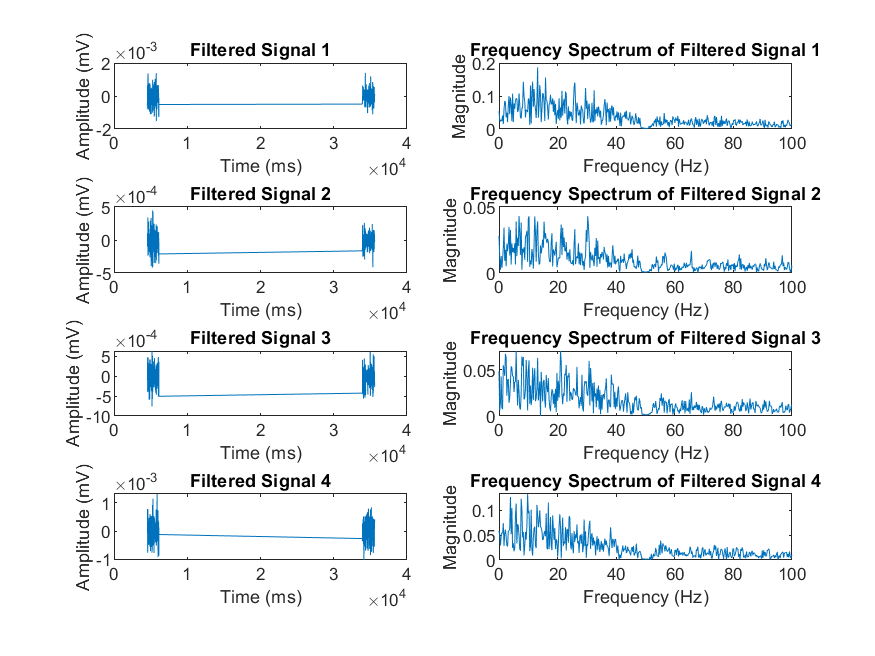 Filtered Signal 1
×10-3
Amplitude (mV)
2
0
-2
0 1 2 3 4
Time (ms)
×104
Frequency Spectrum of Filtered Signal 1
Magnitude
0.2
0.1
0
0 20 40 60 80 100
Frequency (Hz)
Filtered Signal 2
×10-4
Amplitude (mV)
5
0
-5
0 1 2 3 4
Time (ms)
×104
Frequency Spectrum of Filtered Signal 2
Magnitude
0.05
0
0 20 40 60 80 100
Frequency (Hz)
Filtered Signal 3
×10-4
Amplitude (mV)
5
0
-5
-10
0 1 2 3 4
Time (ms)
×104
Frequency Spectrum of Filtered Signal 3
Magnitude
0.05
0
0 20 40 60 80 100
Frequency (Hz)
Filtered Signal 4
×10-3
Amplitude (mV)
1
0
-1
0 1 2 3 4
Time (ms)
×104
Frequency Spectrum of Filtered Signal 4
Magnitude
0.1
0.05
0
0 20 40 60 80 100
Frequency (Hz)